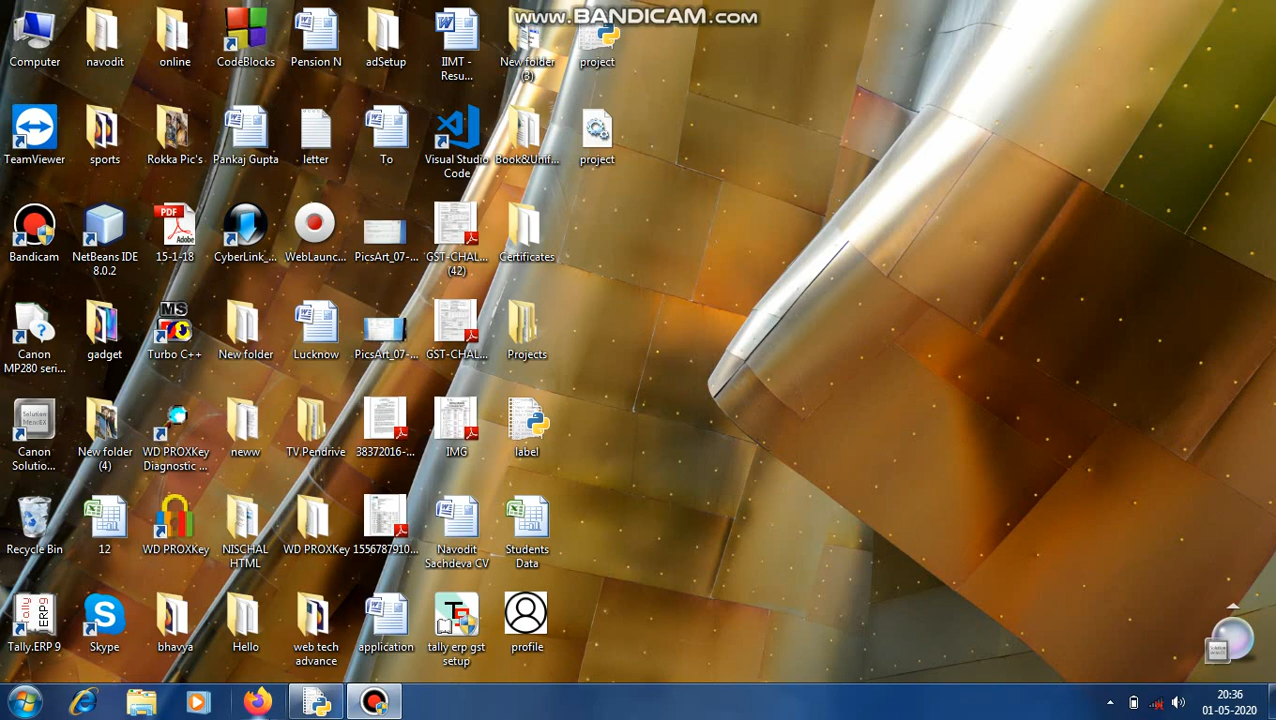 www.BANDICAM.com
Computer
navodit
online
CodeBlocks
Pension N
adSetup
IIMT -
Resu...
New folder
(3)
project
TeamViewer
sports
Rokka Pic's
Pankaj Gupta
letter
To
Visual Studio
Code
Book&Unif...
project
Bandicam
NetBeans IDE
8.0.2
PDF
Adobe
15-1-18
CyberLink_...
WebLaunc...
PicsArt_07-...
GST-CHAL...
(42)
Certificates
Canon
MP280 seri...
gadget
MS
Turbo C++
New folder
Lucknow
PicsArt_07-...
GST-CHAL...
Projects
Canon
Solutio...
New folder
(4)
WD PROXKey
Diagnostic ...
neww
TV.Pendrive
38372016-...
IMG
label
Recycle Bin
12
WD PROXKey
NISCHAL
HTML
WD PROXKey
1556787910...
Navodit
Sachdeva CV
Students
Data
Tally.ERP 9
Skype
bhavya
Hello
web tech
advance
application
tally erp gst
setup
profile
20:36
01-05-2020